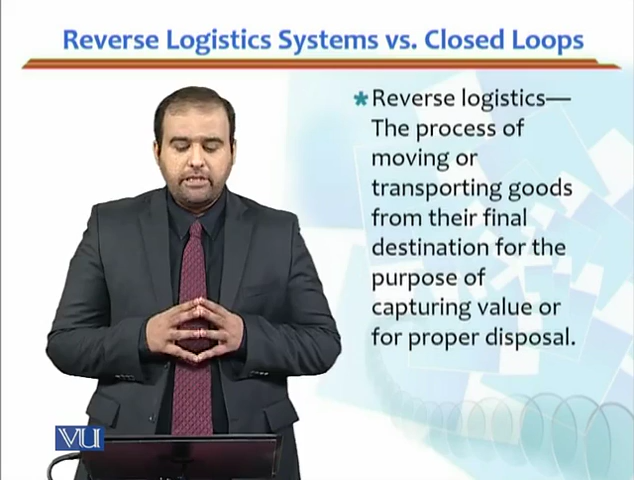 Reverse Logistics Systems vs. Closed Loops
* Reverse logistics—
The process of
moving or
transporting goods
from their final
destination for the
purpose of
capturing value or
for proper disposal.
VU